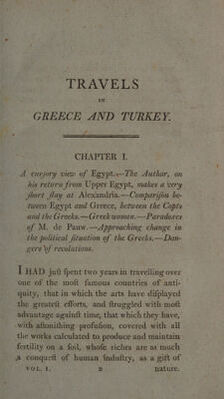 TRAVELS
IN
GREECE AND TURKEY.
CHAPTER I.
A curſory view of Egypt.—The Author, on
his return from Upper Egypt, makes a very
ſhort ſtay at Alexandria.—Compariſon be-
tween Egypt and Greece, between the Copts
and the Greeks.—Greek women.—Paradoxes
of M. de Pauw.—Approaching change in
the political ſituation of the Greeks.—Dan-
gers of revolutions.
I HAD juſt ſpent two years in travelling over
one of the moſt famous countries of anti-
quity, that in which the arts have diſplayed
the greateſt efforts, and ſtruggled with moſt
advantage againſt time, that which they have,
with aſtoniſhing profuſion, covered with all
the works calculated to produce and maintain
fertility on a ſoil, whoſe riches are as much
a conqueſt of human induſtry, as a gift of
VOL. I. B nature.